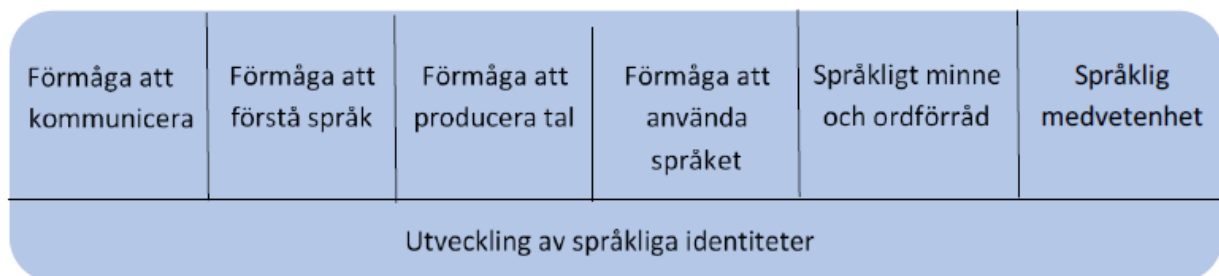 Förmåga att
kommunicera
Förmåga att
förstå språk
Förmåga att
producera tal
Förmåga att
använda
språket
Språkligt minne
och ordförråd
Språklig
medvetenhet
Utveckling av språkliga identiteter